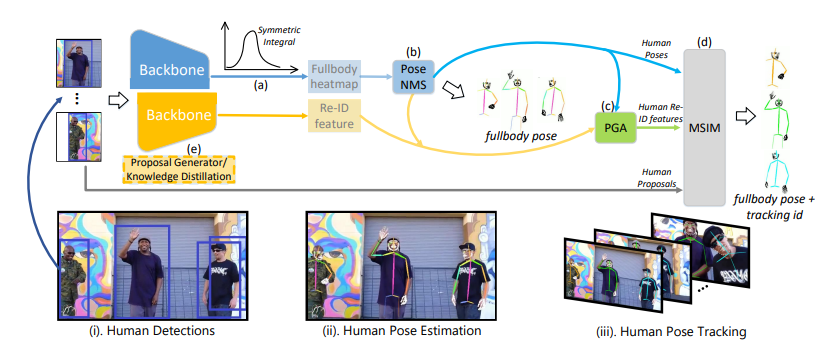 Symmetric
Integral
(a)
Backbone
Backbone
(e)
Proposal Generator/
Knowledge Distillation
Fullbody
heatmap
Re-ID
feature
(b)
Pose
NMS
fullbody pose
(c)
PGA
Human
Poses
Human Re-
ID features
Human
Proposals
(d)
MSIM
fullbody pose +
tracking id
(i). Human Detections
(ii). Human Pose Estimation
(iii). Human Pose Tracking